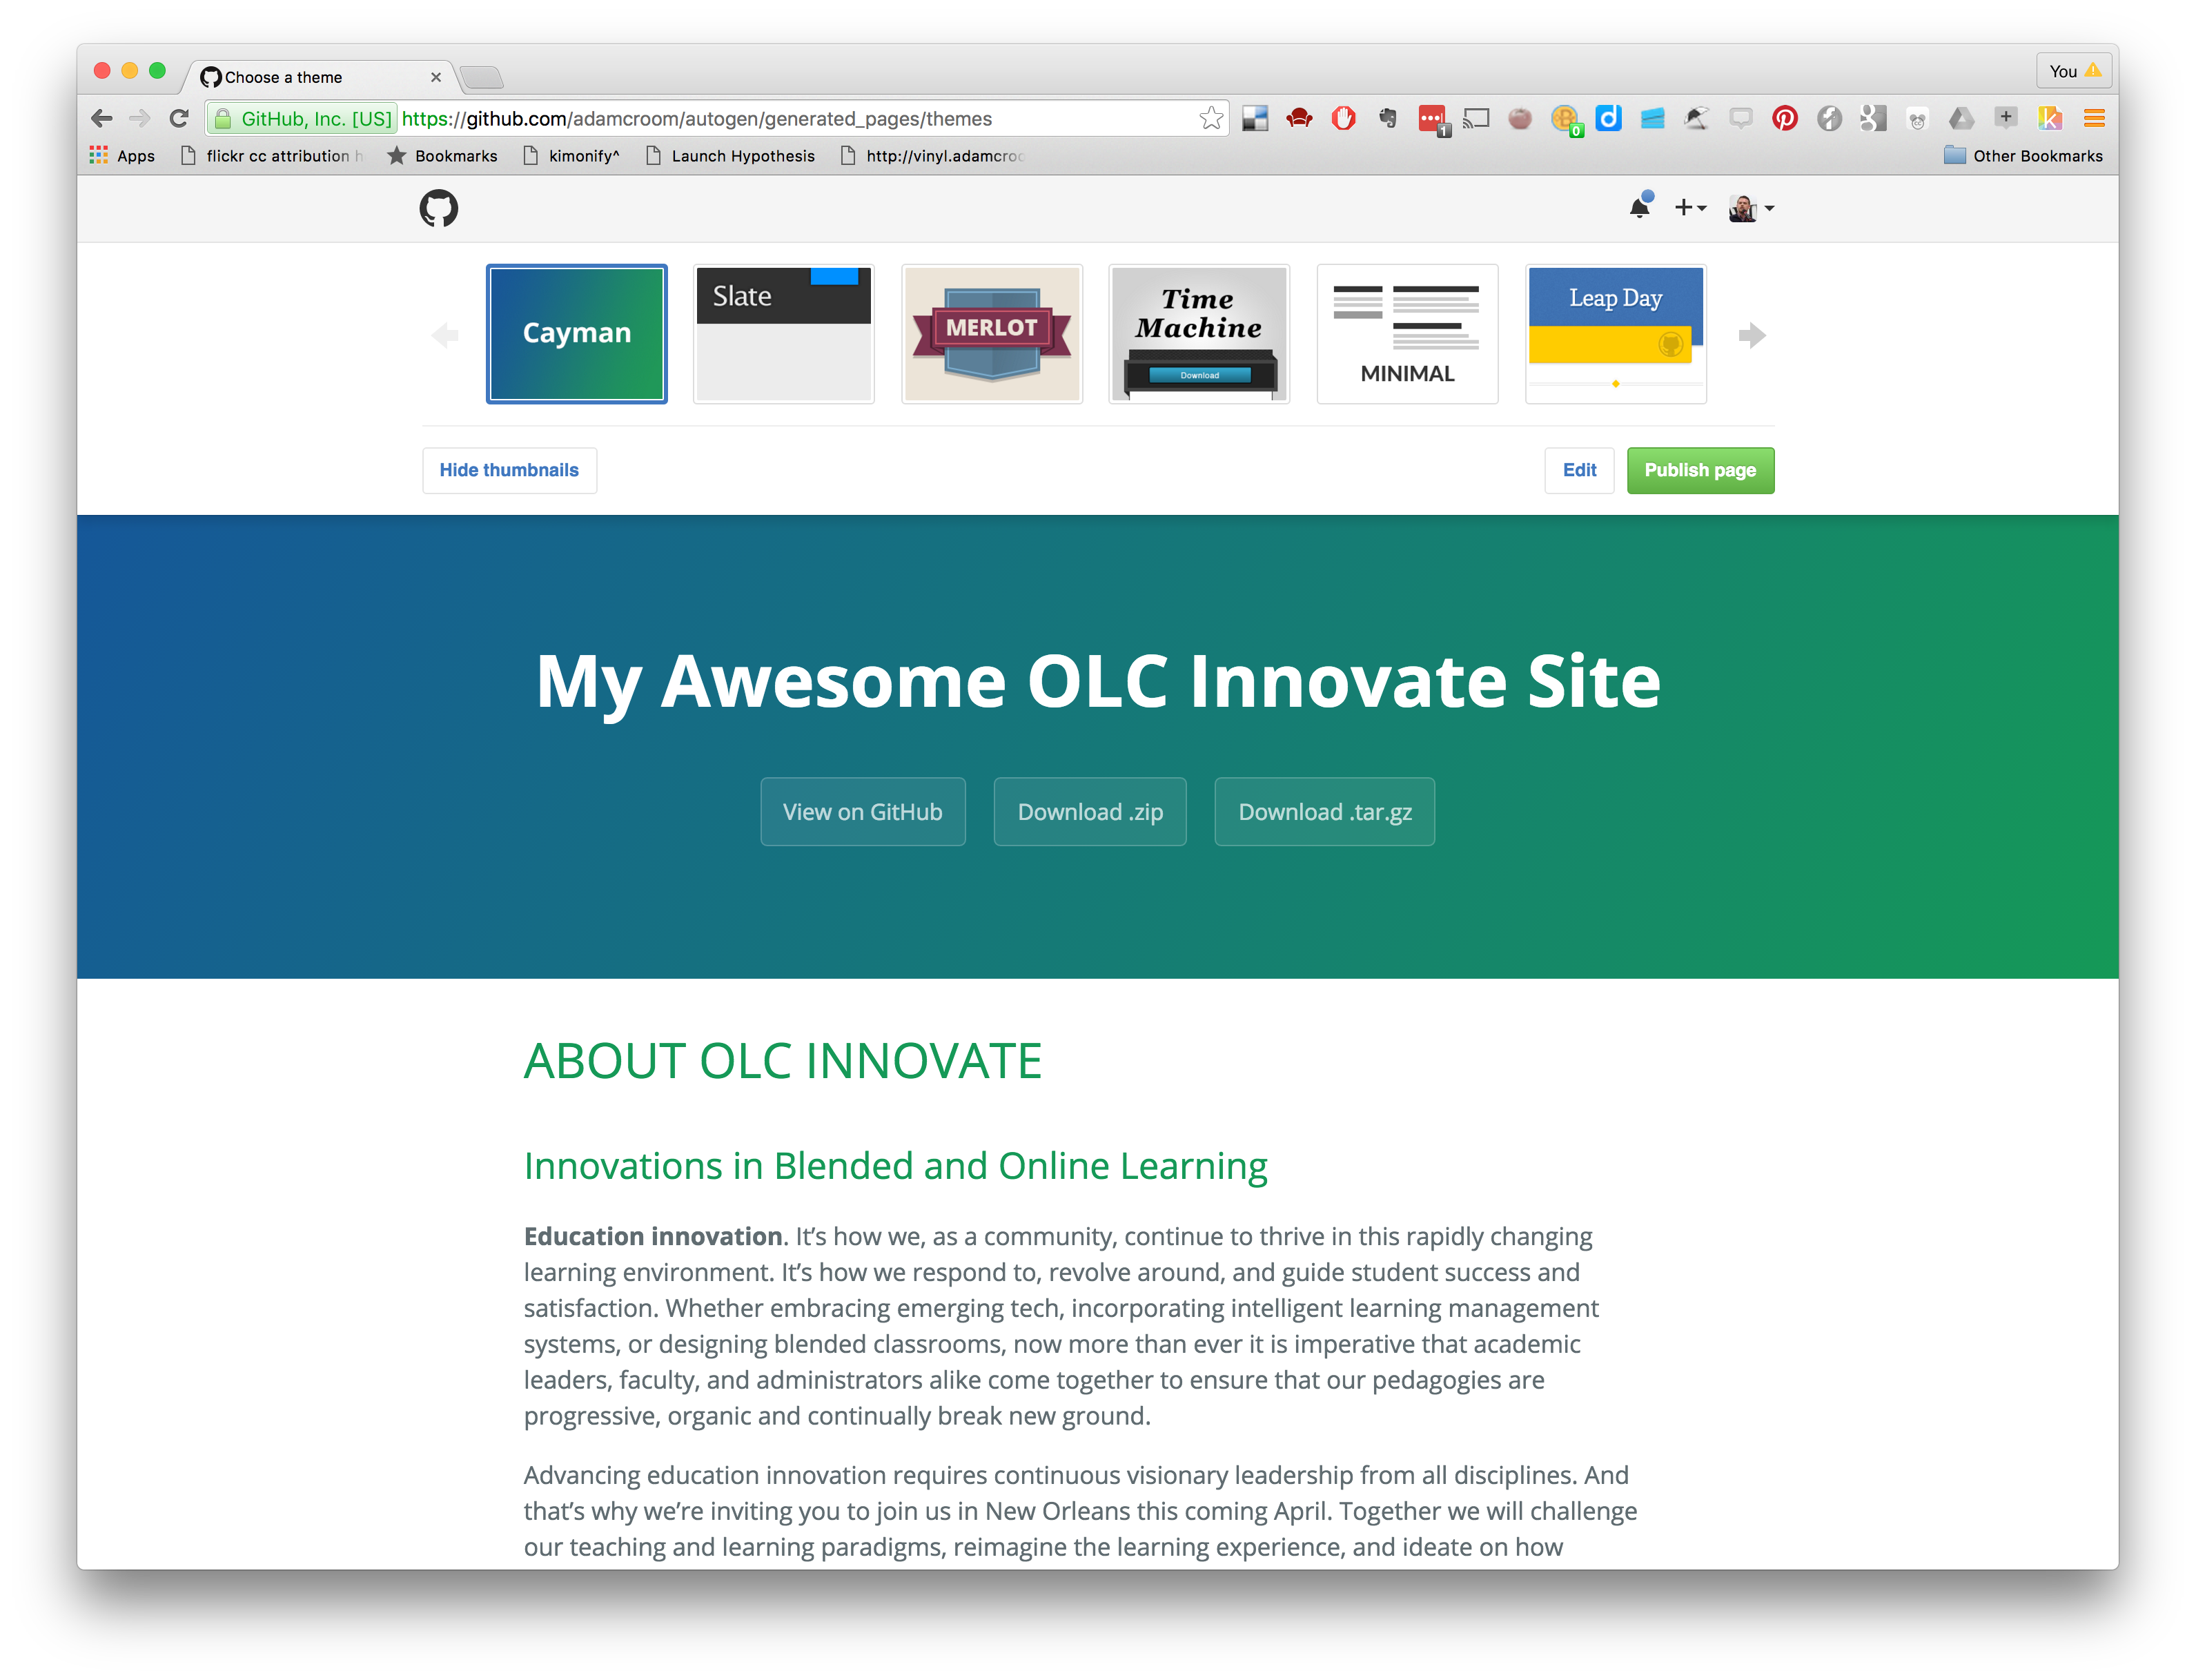 Choose a theme
You
GitHub, Inc. [US] https://github.com/adamcroom/autogen/generated_pages/themes
1
0
Apps flickr cc attribution h Bookmarks kimonify^ Launch Hypothesis http://vinyl.adamcroo Other Bookmarks
Cayman
Slate
MERLOT
Time
Machine
Download
MINIMAL
Leap Day
Hide thumbnails Edit Publish page
My Awesome OLC Innovate Site
View on GitHub Download .zip Download .tar.gz
ABOUT OLC INNOVATE
Innovations in Blended and Online Learning
Education innovation. It’s how we, as a community, continue to thrive in this rapidly changing
learning environment. It’s how we respond to, revolve around, and guide student success and
satisfaction. Whether embracing emerging tech, incorporating intelligent learning management
systems, or designing blended classrooms, now more than ever it is imperative that academic
leaders, faculty, and administrators alike come together to ensure that our pedagogies are
progressive, organic and continually break new ground.
Advancing education innovation requires continuous visionary leadership from all disciplines. And
that’s why we’re inviting you to join us in New Orleans this coming April. Together we will challenge
our teaching and learning paradigms, reimagine the learning experience, and ideate on how